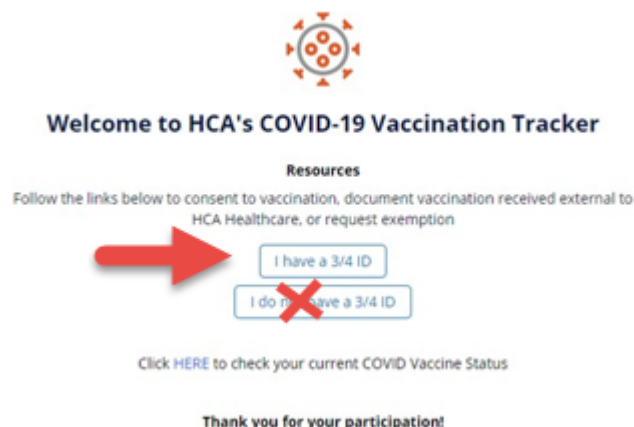 Welcome to HCA's COVID-19 Vaccination Tracker
Resources
Follow the links below to consent to vaccination, document vaccination received external to
HCA Healthcare, or request exemption
I have a 3/4 ID
I do have a 3/4 ID
Click HERE to check your current COVID Vaccine Status
Thank you for your participation!